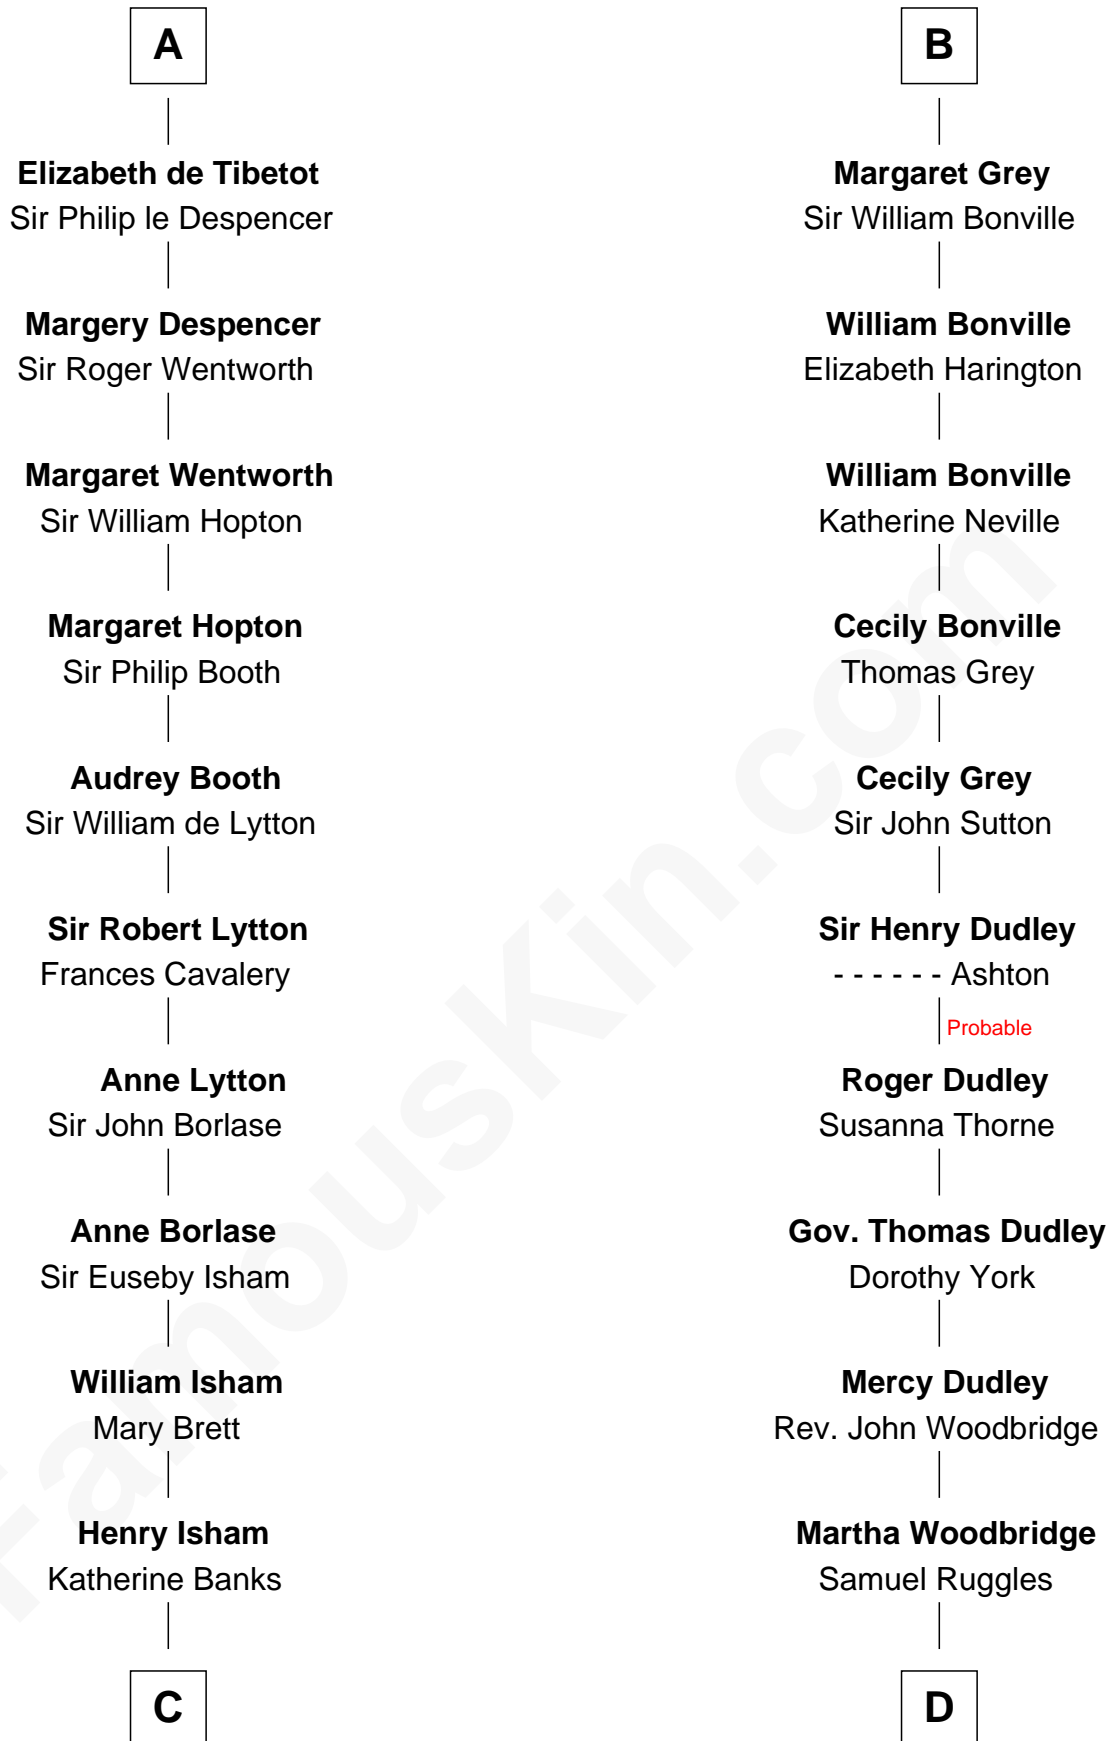 A
Elizabeth de Tibetot
Sir Philip le Despencer
Margery Despencer
Sir Roger Wentworth
Margaret Wentworth
Sir William Hopton
Margaret Hopton
Sir Philip Booth
Audrey Booth
Sir William de Lytton
Sir Robert Lytton
Frances Cavalery
Anne Lytton
Sir John Borlase
Anne Borlase
Sir Euseby Isham
William Isham
Mary Brett
Henry Isham
Katherine Banks
C
B
Margaret Grey
Sir William Bonville
William Bonville
Elizabeth Harington
William Bonville
Katherine Neville
Cecily Bonville
Thomas Grey
Cecily Grey
Sir John Sutton
Sir Henry Dudley
- - - - - - Ashton
Probable
Roger Dudley
Susanna Thorne
Gov. Thomas Dudley
Dorothy York
Mercy Dudley
Rev. John Woodbridge
Martha Woodbridge
Samuel Ruggles
D
FamousKin.com